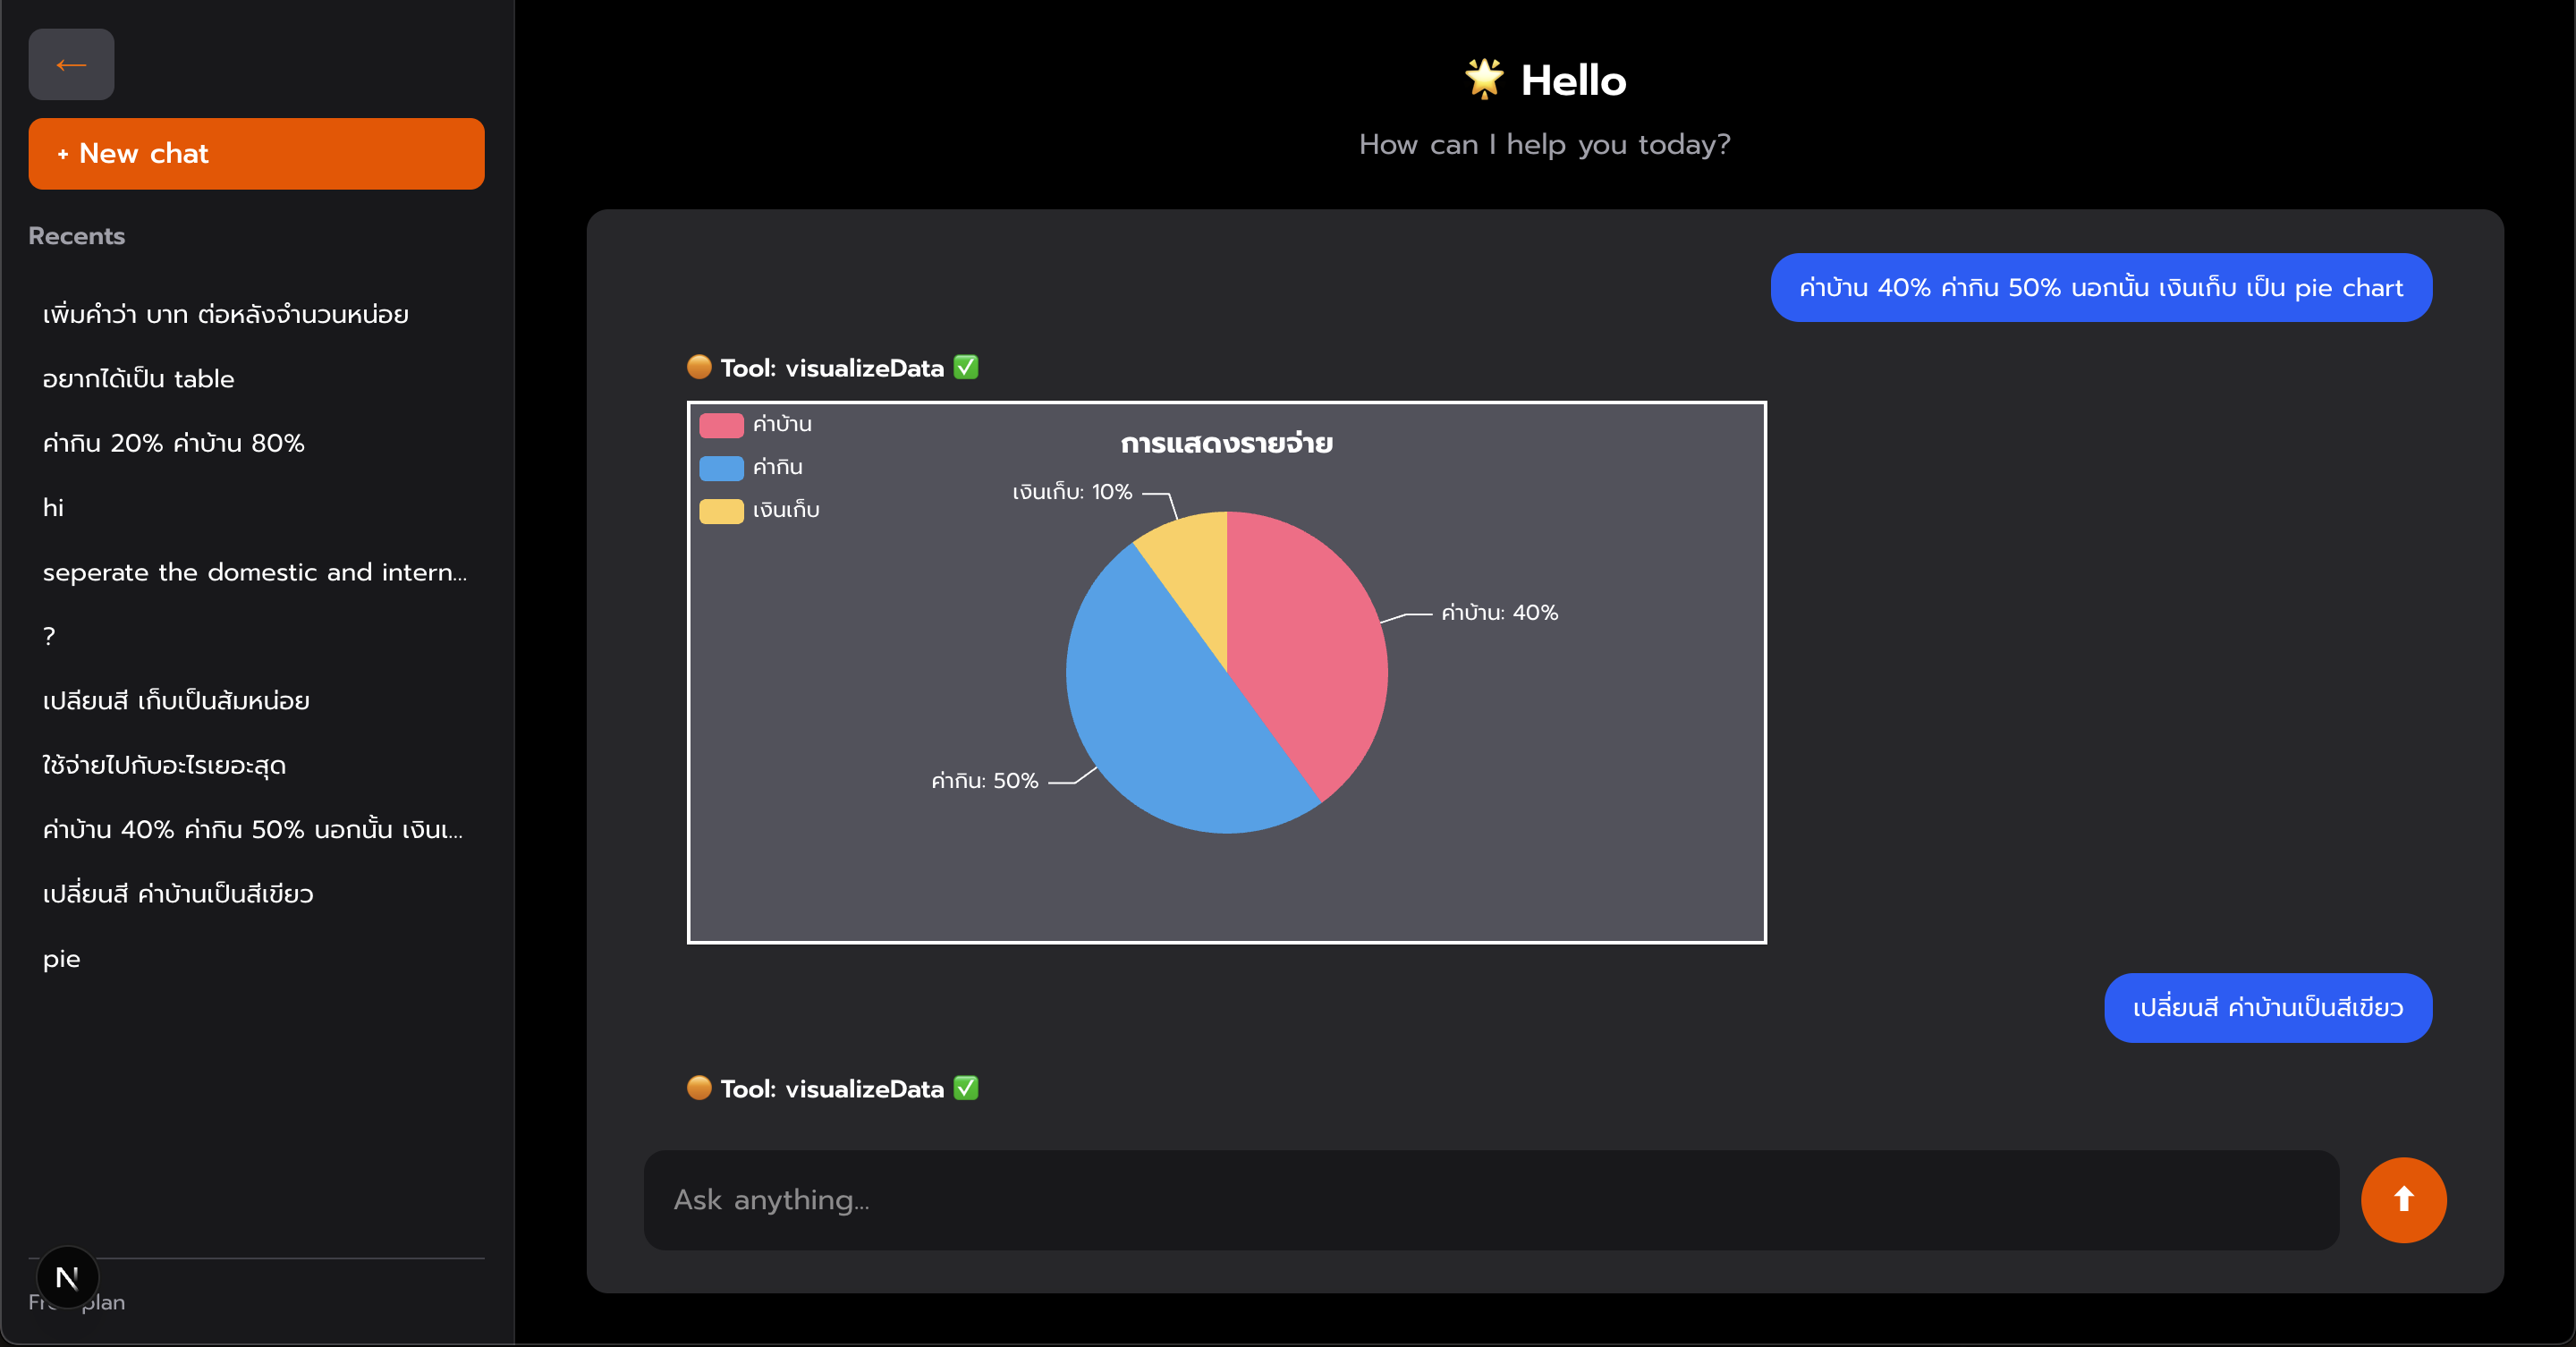 ←
+ New chat
Recents
เพิ่มคำว่า บาท ต่อหลังจำนวนหน่อย
อยากได้เป็น table
ค่ากิน 20% ค่าบ้าน 80%
hi
seperate the domestic and intern...
?
เปลียนสี เก็บเป็นส้มหน่อย
ใช้จ่ายไปกับอะไรเยอะสุด
ค่าบ้าน 40% ค่ากิน 50% นอกนั้น เงินเ...
เปลี่ยนสี ค่าบ้านเป็นสีเขียว
pie
N
plan
🌟 Hello
How can I help you today?
ค่าบ้าน 40% ค่ากิน 50% นอกนั้น เงินเก็บ เป็น pie chart
Tool: visualizeData ✅
ค่าบ้าน
ค่ากิน
เงินเก็บ
การแสดงรายจ่าย
เงินเก็บ: 10%
ค่าบ้าน: 40%
ค่ากิน: 50%
เปลี่ยนสี ค่าบ้านเป็นสีเขียว
Tool: visualizeData ✅
Ask anything...